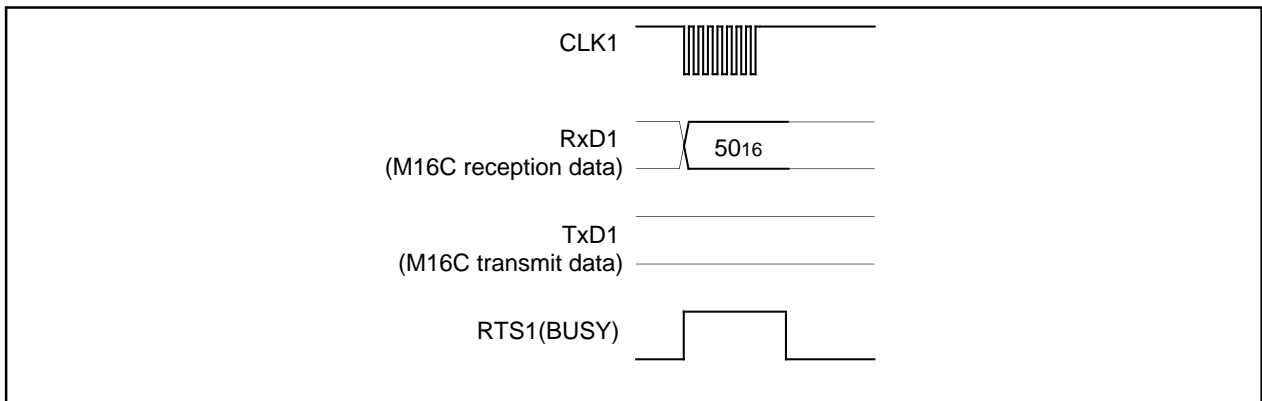 CLK1
RxD1
(M16C reception data)
5016
TxD1
(M16C transmit data)
RTS1(BUSY)